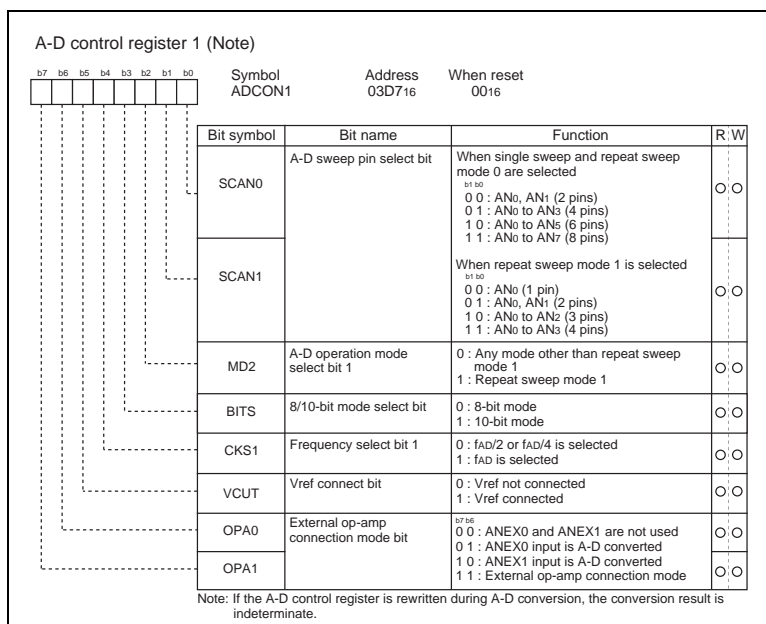 A-D control register 1 (Note)
b7 b6 b5 b4 b3 b2 b1 b0
Symbol Address When reset
ADCON1 03D716 0016
Bit symbol Bit name Function R W
SCAN0 A-D sweep pin select bit
When single sweep and repeat sweep
mode 0 are selected
b1 b0
0 0 : AN0, AN1 (2 pins)
0 1 : AN0 to AN3 (4 pins)
1 0 : AN0 to AN5 (6 pins)
1 1 : AN0 to AN7 (8 pins)
SCAN1
When repeat sweep mode 1 is selected
b1 b0
0 0 : AN0 (1 pin)
0 1 : AN0, AN1 (2 pins)
1 0 : AN0 to AN2 (3 pins)
1 1 : AN0 to AN3 (4 pins)
MD2
A-D operation mode
select bit 1
0 : Any mode other than repeat sweep
mode 1
1 : Repeat sweep mode 1
BITS
8/10-bit mode select bit
0 : 8-bit mode
1 : 10-bit mode
CKS1
Frequency select bit 1
0 : fAD/2 or fAD/4 is selected
1 : fAD is selected
VCUT
Vref connect bit
0 : Vref not connected
1 : Vref connected
OPA0
External op-amp
connection mode bit
b7 b6
0 0 : ANEX0 and ANEX1 are not used
0 1 : ANEX0 input is A-D converted
1 0 : ANEX1 input is A-D converted
1 1 : External op-amp connection mode
OPA1
Note: If the A-D control register is rewritten during A-D conversion, the conversion result is
indeterminate.